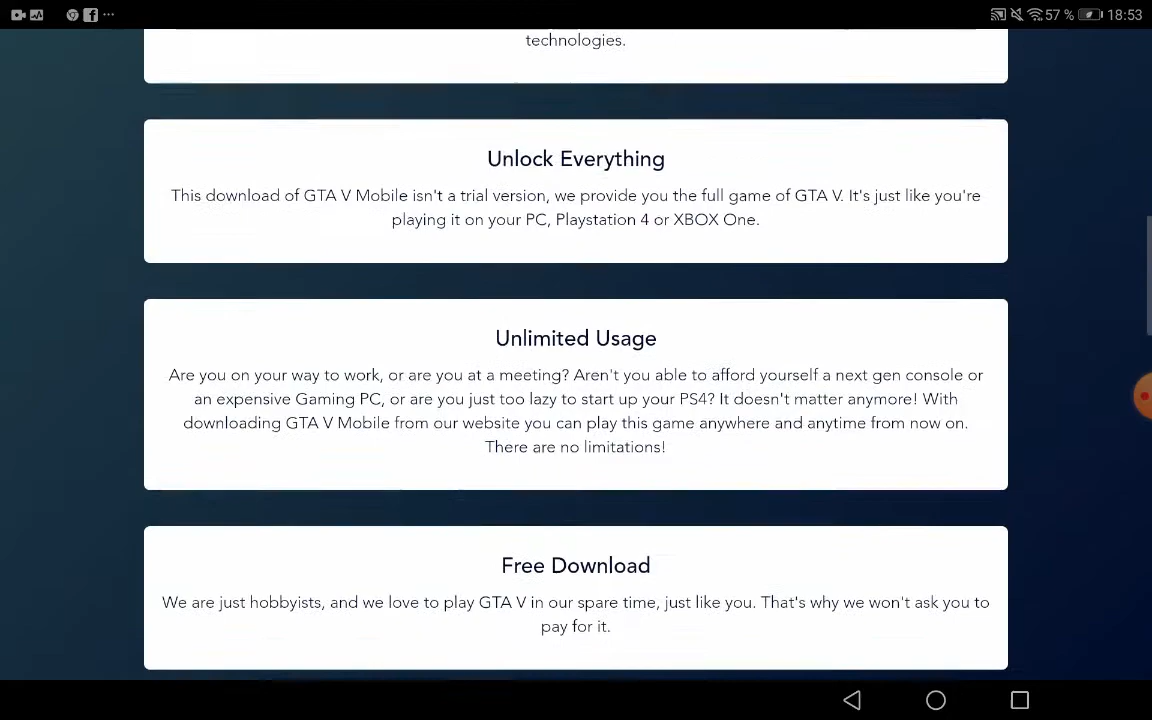 57 % 18:53
technologies.
Unlock Everything
This download of GTA V Mobile isn't a trial version, we provide you the full game of GTA V. It's just like you're
playing it on your PC, Playstation 4 or XBOX One.
Unlimited Usage
Are you on your way to work, or are you at a meeting? Aren't you able to afford yourself a next gen console or
an expensive Gaming PC, or are you just too lazy to start up your PS4? It doesn't matter anymore! With
downloading GTA V Mobile from our website you can play this game anywhere and anytime from now on.
There are no limitations!
Free Download
We are just hobbyists, and we love to play GTA V in our spare time, just like you. That's why we won't ask you to
pay for it.